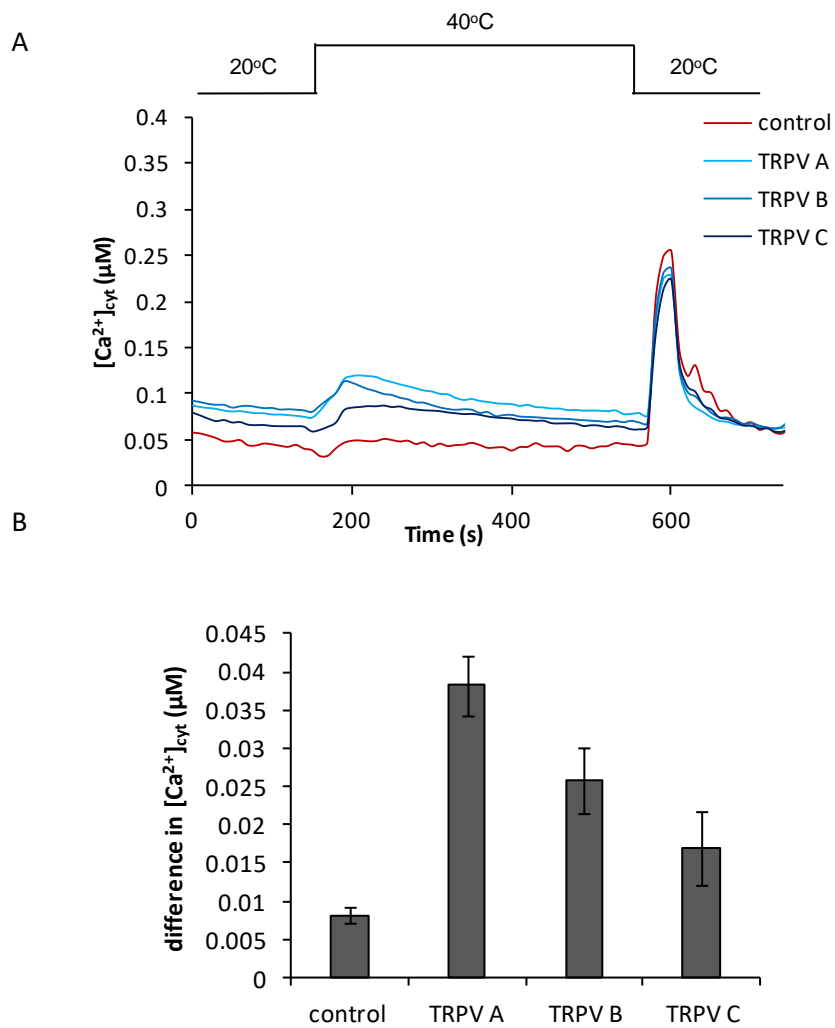 A
40°C
20°C
20°C
control
TRPV A
TRPV B
TRPV C
0.4
0.35
0.3
0.25
0.2
0.15
0.1
0.05
0
[Ca²⁺]cyt (µM)
0
200
400
600
Time (s)
B
0.045
0.04
0.035
0.03
0.025
0.02
0.015
0.01
0.005
0
difference in [Ca²⁺]cyt (µM)
control
TRPV A
TRPV B
TRPV C